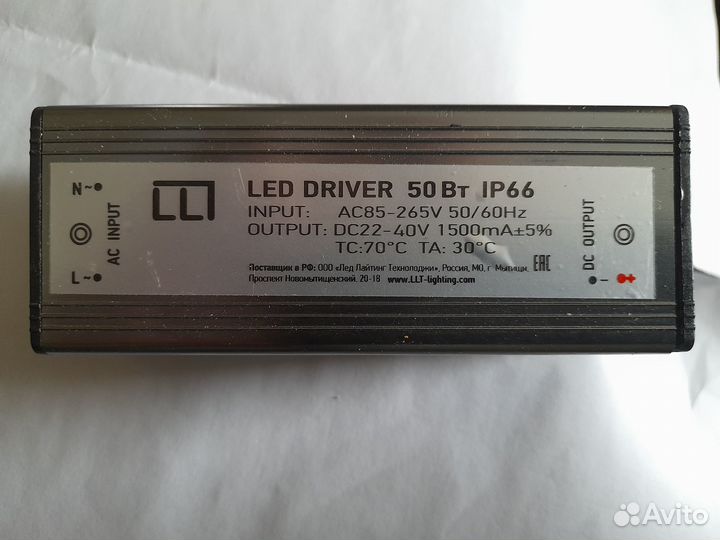 N~
L~
AC INPUT
LLT
LED DRIVER 50Вт IP66
INPUT: AC85-265V 50/60Hz
OUTPUT: DC22-40V 1500mA±5%
TC:70°C TA: 30°C
Поставщик в РФ: ООО «Лед Лайтинг Технолоджи», Россия, МО, г. Мытищи,
Проспект Новомытищенский, 20-18 www.LLT-lighting.com
EAC
DC OUTPUT
- +
Avito